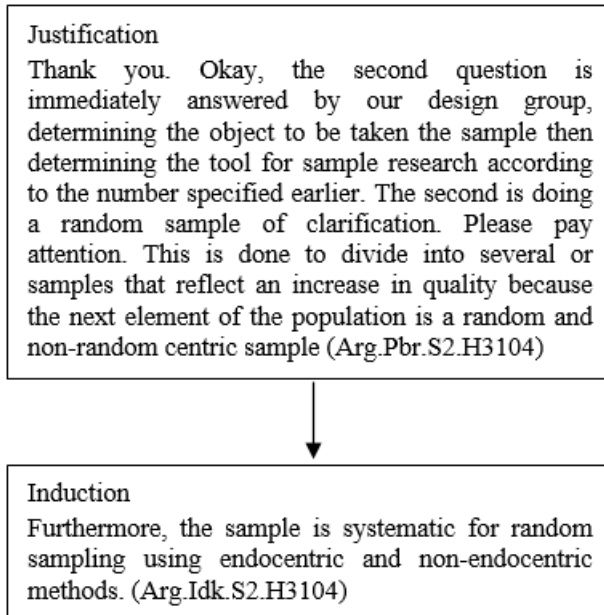 Justification
Thank you. Okay, the second question is
immediately answered by our design group,
determining the object to be taken the sample then
determining the tool for sample research according
to the number specified earlier. The second is doing
a random sample of clarification. Please pay
attention. This is done to divide into several or
samples that reflect an increase in quality because
the next element of the population is a random and
non-random centric sample (Arg.Pbr.S2.H3104)
Induction
Furthermore, the sample is systematic for random
sampling using endocentric and non-endocentric
methods. (Arg.Idk.S2.H3104)